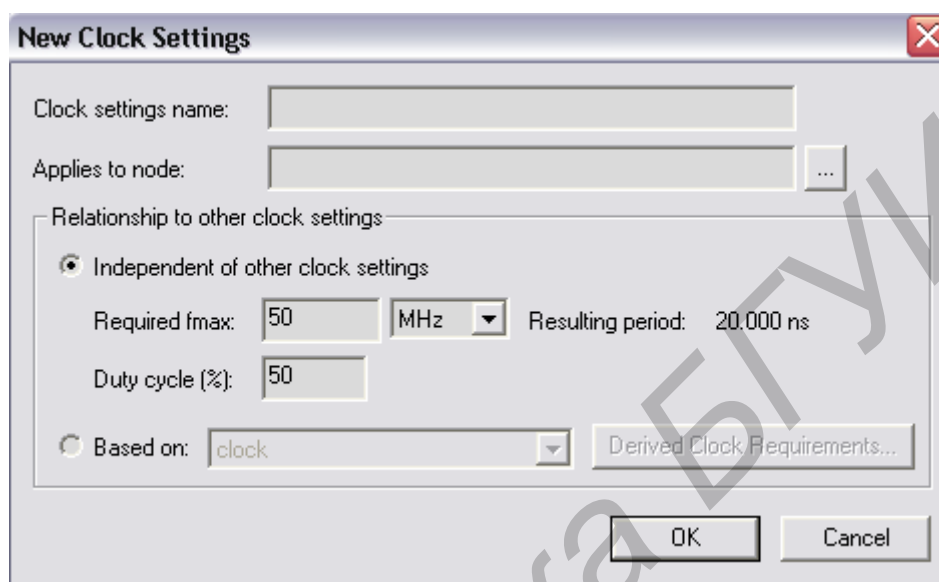 New Clock Settings
Clock settings name:
Applies to node:
...
Relationship to other clock settings
Independent of other clock settings
Required fmax: 50 MHz Resulting period: 20.000 ns
Duty cycle (%): 50
Based on: clock Derived Clock Requirements...
OK Cancel